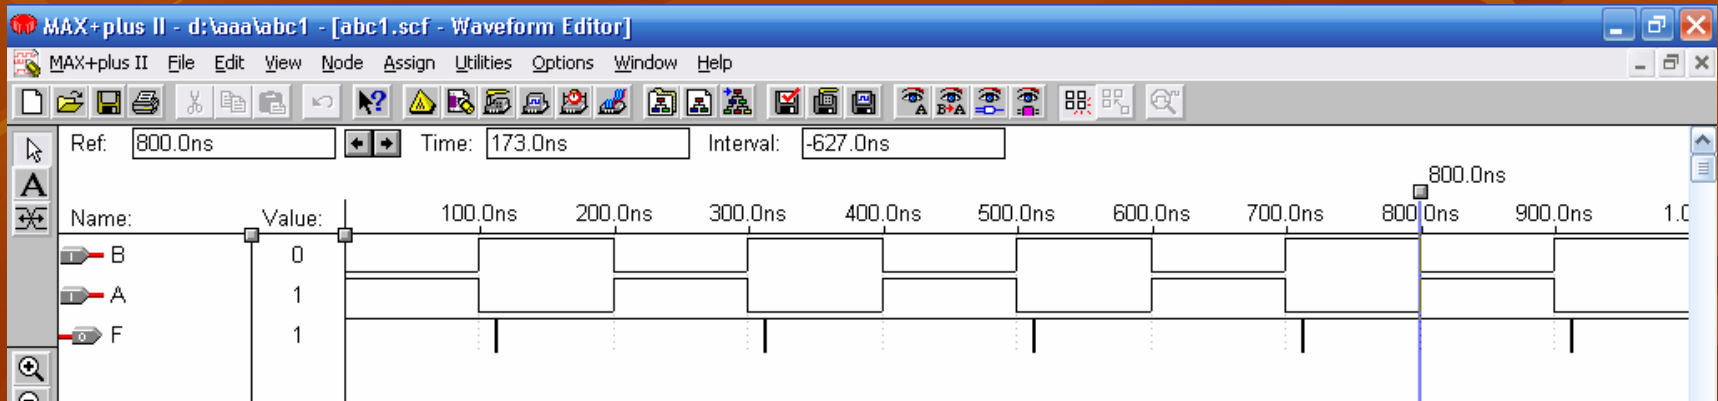 MAX+plus II - d:\aaa\abc1 - [abc1.scf - Waveform Editor]
MAX+plus II File Edit View Node Assign Utilities Options Window Help
Ref: 800.0ns Time: 173.0ns Interval: -627.0ns
800.0ns
Name: Value: 100.0ns 200.0ns 300.0ns 400.0ns 500.0ns 600.0ns 700.0ns 800.0ns 900.0ns 1.0
B 0
A 1
F 1